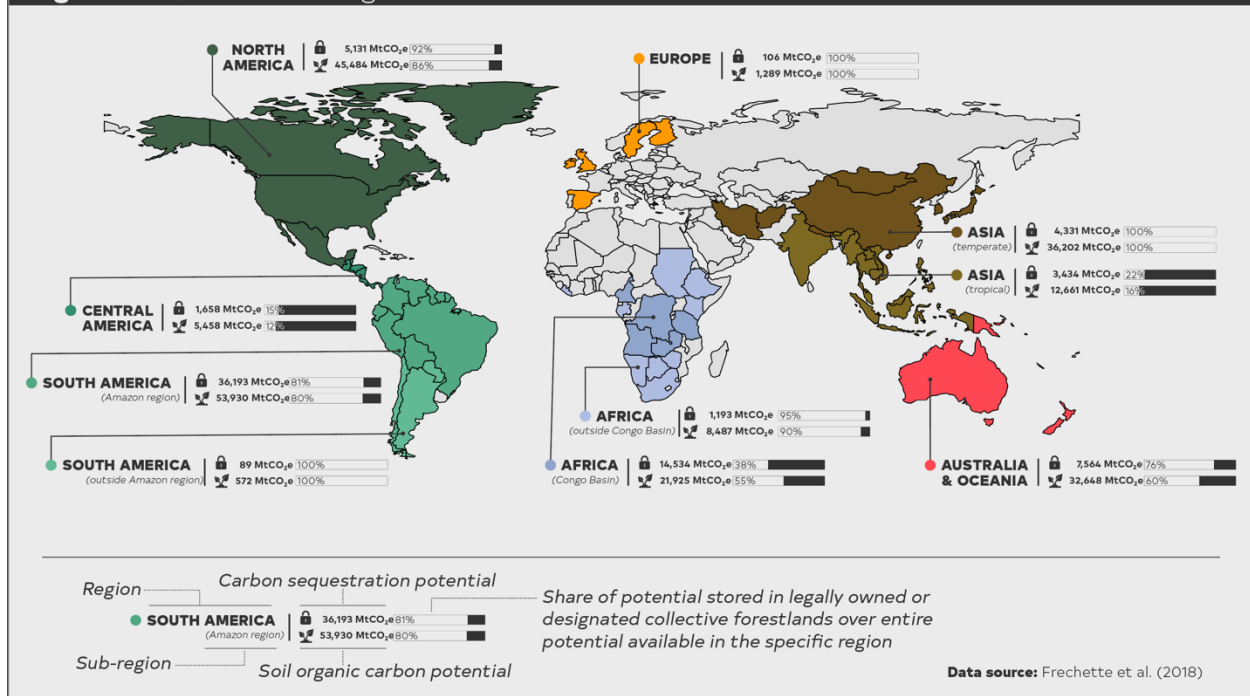 NORTH
AMERICA
5,131 MtCO₂e 92%
45,484 MtCO₂e 86%
EUROPE
106 MtCO₂e 100%
1,289 MtCO₂e 100%
ASIA
(temperate)
4,331 MtCO₂e 100%
36,202 MtCO₂e 100%
ASIA
(tropical)
3,434 MtCO₂e 22%
12,661 MtCO₂e 16%
CENTRAL
AMERICA
1,658 MtCO₂e 15%
5,458 MtCO₂e 12%
SOUTH AMERICA
(Amazon region)
36,193 MtCO₂e 81%
53,930 MtCO₂e 80%
AFRICA
(outside Congo Basin)
1,193 MtCO₂e 95%
8,487 MtCO₂e 90%
SOUTH AMERICA
(outside Amazon region)
89 MtCO₂e 100%
572 MtCO₂e 100%
AFRICA
(Congo Basin)
14,534 MtCO₂e 38%
21,925 MtCO₂e 55%
AUSTRALIA
& OCEANIA
7,564 MtCO₂e 76%
32,648 MtCO₂e 60%
Region
Carbon sequestration potential
SOUTH AMERICA
(Amazon region)
36,193 MtCO₂e 81%
53,930 MtCO₂e 80%
Sub-region
Soil organic carbon potential
Share of potential stored in legally owned or
designated collective forestlands over entire
potential available in the specific region
Data source: Frechette et al. (2018)